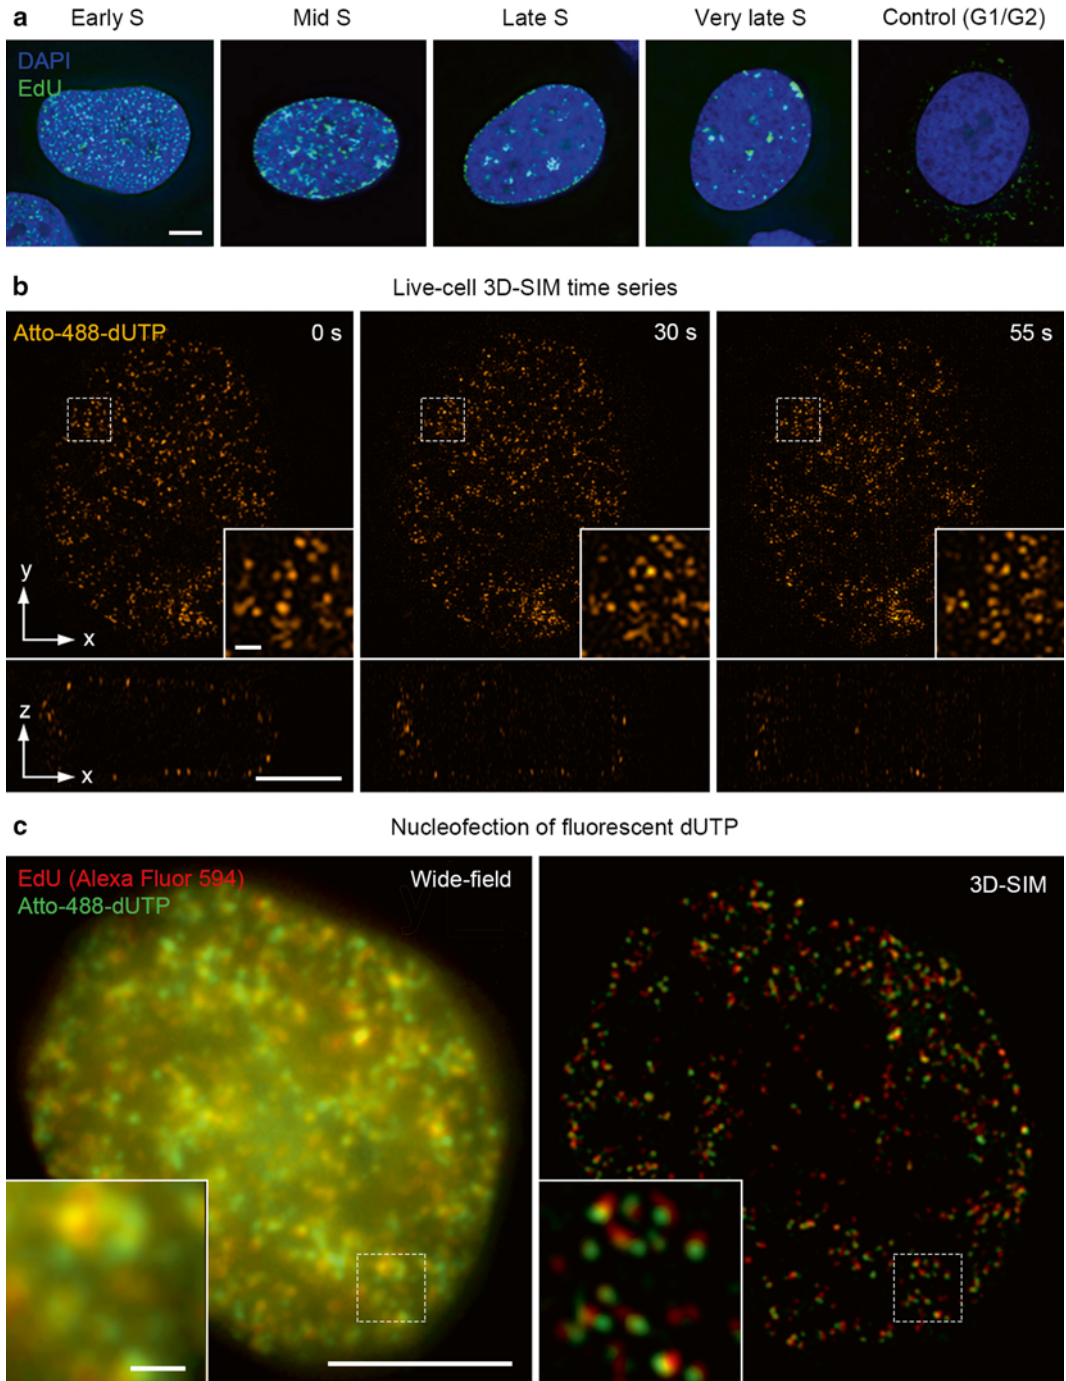 a
Early S
Mid S
Late S
Very late S
Control (G1/G2)
DAPI
EdU
b
Live-cell 3D-SIM time series
Atto-488-dUTP
0 s
30 s
55 s
y
x
z
x
c
Nucleofection of fluorescent dUTP
EdU (Alexa Fluor 594)
Atto-488-dUTP
Wide-field
3D-SIM